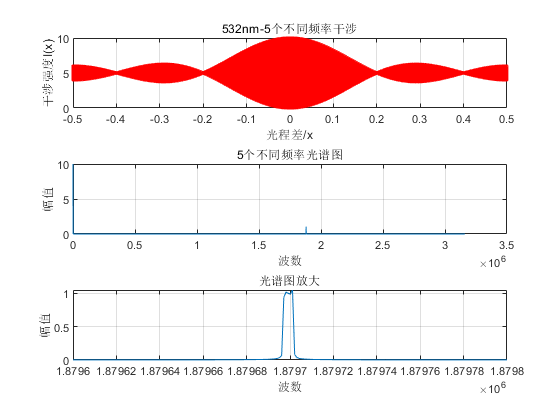 532nm-5个不同频率干涉
干涉强度I(x)
10
5
0
-0.5 -0.4 -0.3 -0.2 -0.1 0 0.1 0.2 0.3 0.4 0.5
光程差/x
5个不同频率光谱图
幅值
10
5
0
0 0.5 1 1.5 2 2.5 3 3.5
波数
×10⁶
光谱图放大
幅值
1
0.5
0
1.8796 1.87962 1.87964 1.87966 1.87968 1.8797 1.87972 1.87974 1.87976 1.87978 1.8798
波数
×10⁶